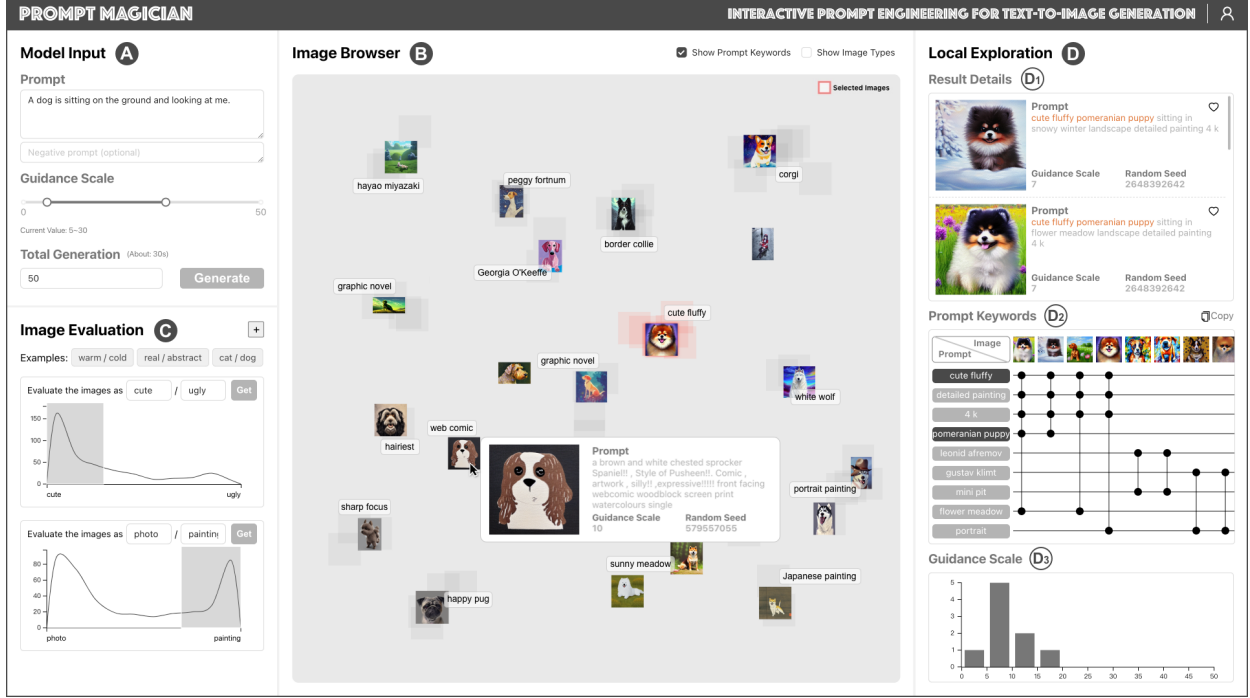 PROMPT MAGICIAN
INTERACTIVE PROMPT ENGINEERING FOR TEXT-TO-IMAGE GENERATION
Model Input A
Prompt
A dog is sitting on the ground and looking at me.
Negative prompt (optional)
Guidance Scale
0 50
Current Value: 5~30
Total Generation (About: 30s)
50 Generate
Image Evaluation C +
Examples: warm / cold real / abstract cat / dog
Evaluate the images as cute / ugly Get
150
100
50
0
cute ugly
Evaluate the images as photo / painting Get
80
60
40
20
0
photo painting
Image Browser B
Show Prompt Keywords Show Image Types
Selected Images
hayao miyazaki
peggy fortnum
corgi
border collie
Georgia O'Keeffe
graphic novel
cute fluffy
graphic novel
white wolf
web comic
hairiest
Prompt
a brown and white chested sprocker
Spaniel!! , Style of Pusheen!!. Comic ,
artwork , silly!! ,expressive!!!!! front facing
webcomic woodblock screen print
watercolours single
Guidance Scale Random Seed
10 579557055
portrait painting
sharp focus
sunny meadow
Japanese painting
happy pug
Local Exploration D
Result Details D1
Prompt
cute fluffy pomeranian puppy sitting in
snowy winter landscape detailed painting 4 k
Guidance Scale Random Seed
7 2648392642
Prompt
cute fluffy pomeranian puppy sitting in
flower meadow landscape detailed painting
4 k
Guidance Scale Random Seed
7 2648392642
Prompt Keywords D2 Copy
Image
Prompt
cute fluffy
detailed painting
4 k
pomeranian puppy
leonid afremov
gustav klimt
mini pit
flower meadow
portrait
Guidance Scale D3
5
4
3
2
1
0
0 5 10 15 20 25 30 35 40 45 50